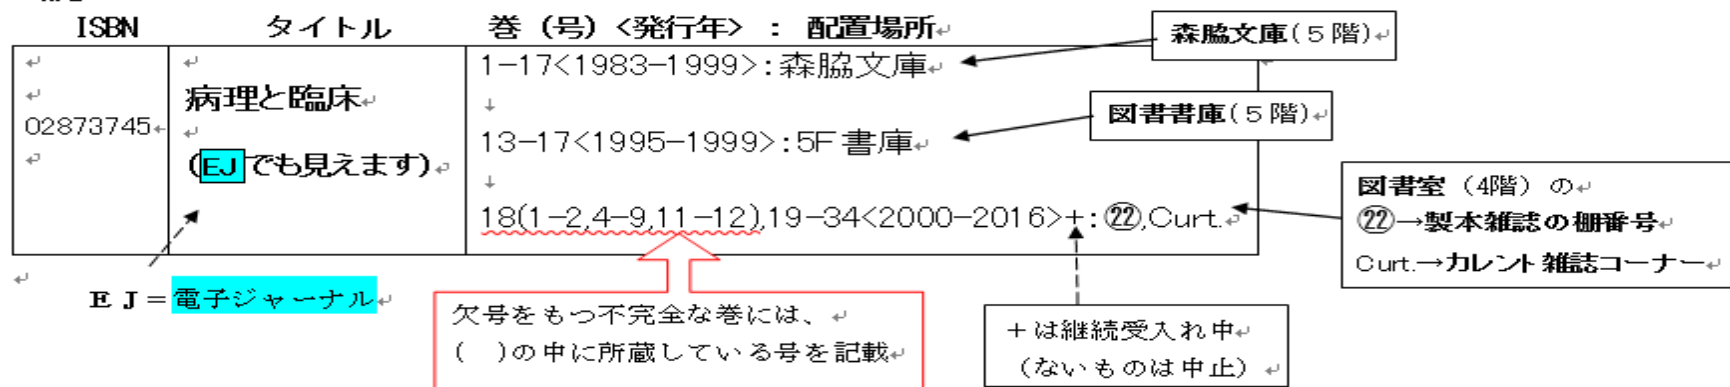 ISBN タイトル 巻（号）<発行年> ： 配置場所
森脇文庫(５階)
1-17<1983-1999>:森脇文庫
病理と臨床
図書書庫(５階)
02873745
13-17<1995-1999>:5F書庫
(EJでも見えます)
図書室（4階）の
18(1-2,4-9,11-12),19-34<2000-2016>+:㉒,Curt.
㉒→製本雑誌の棚番号
Curt.→カレント雑誌コーナー
ＥＪ＝電子ジャーナル
欠号をもつ不完全な巻には、
（　）の中に所蔵している号を記載
＋は継続受入れ中
（ないものは中止）